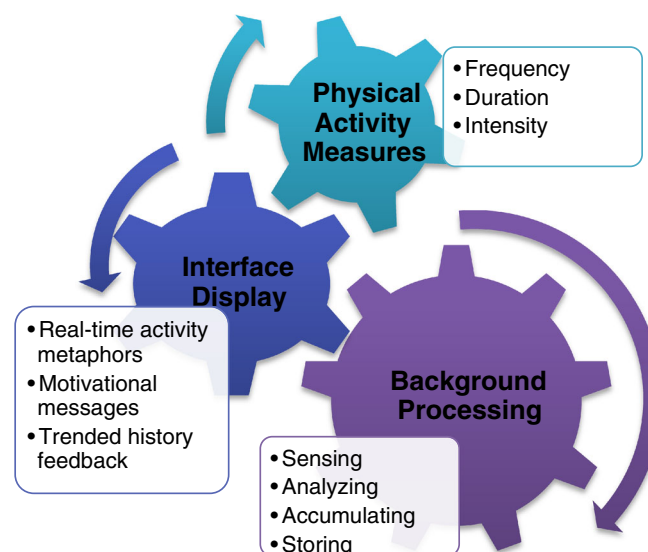 Physical
Activity
Measures
• Frequency
• Duration
• Intensity
Interface
Display
• Real-time activity
metaphors
• Motivational
messages
• Trended history
feedback
Background
Processing
• Sensing
• Analyzing
• Accumulating
• Storing